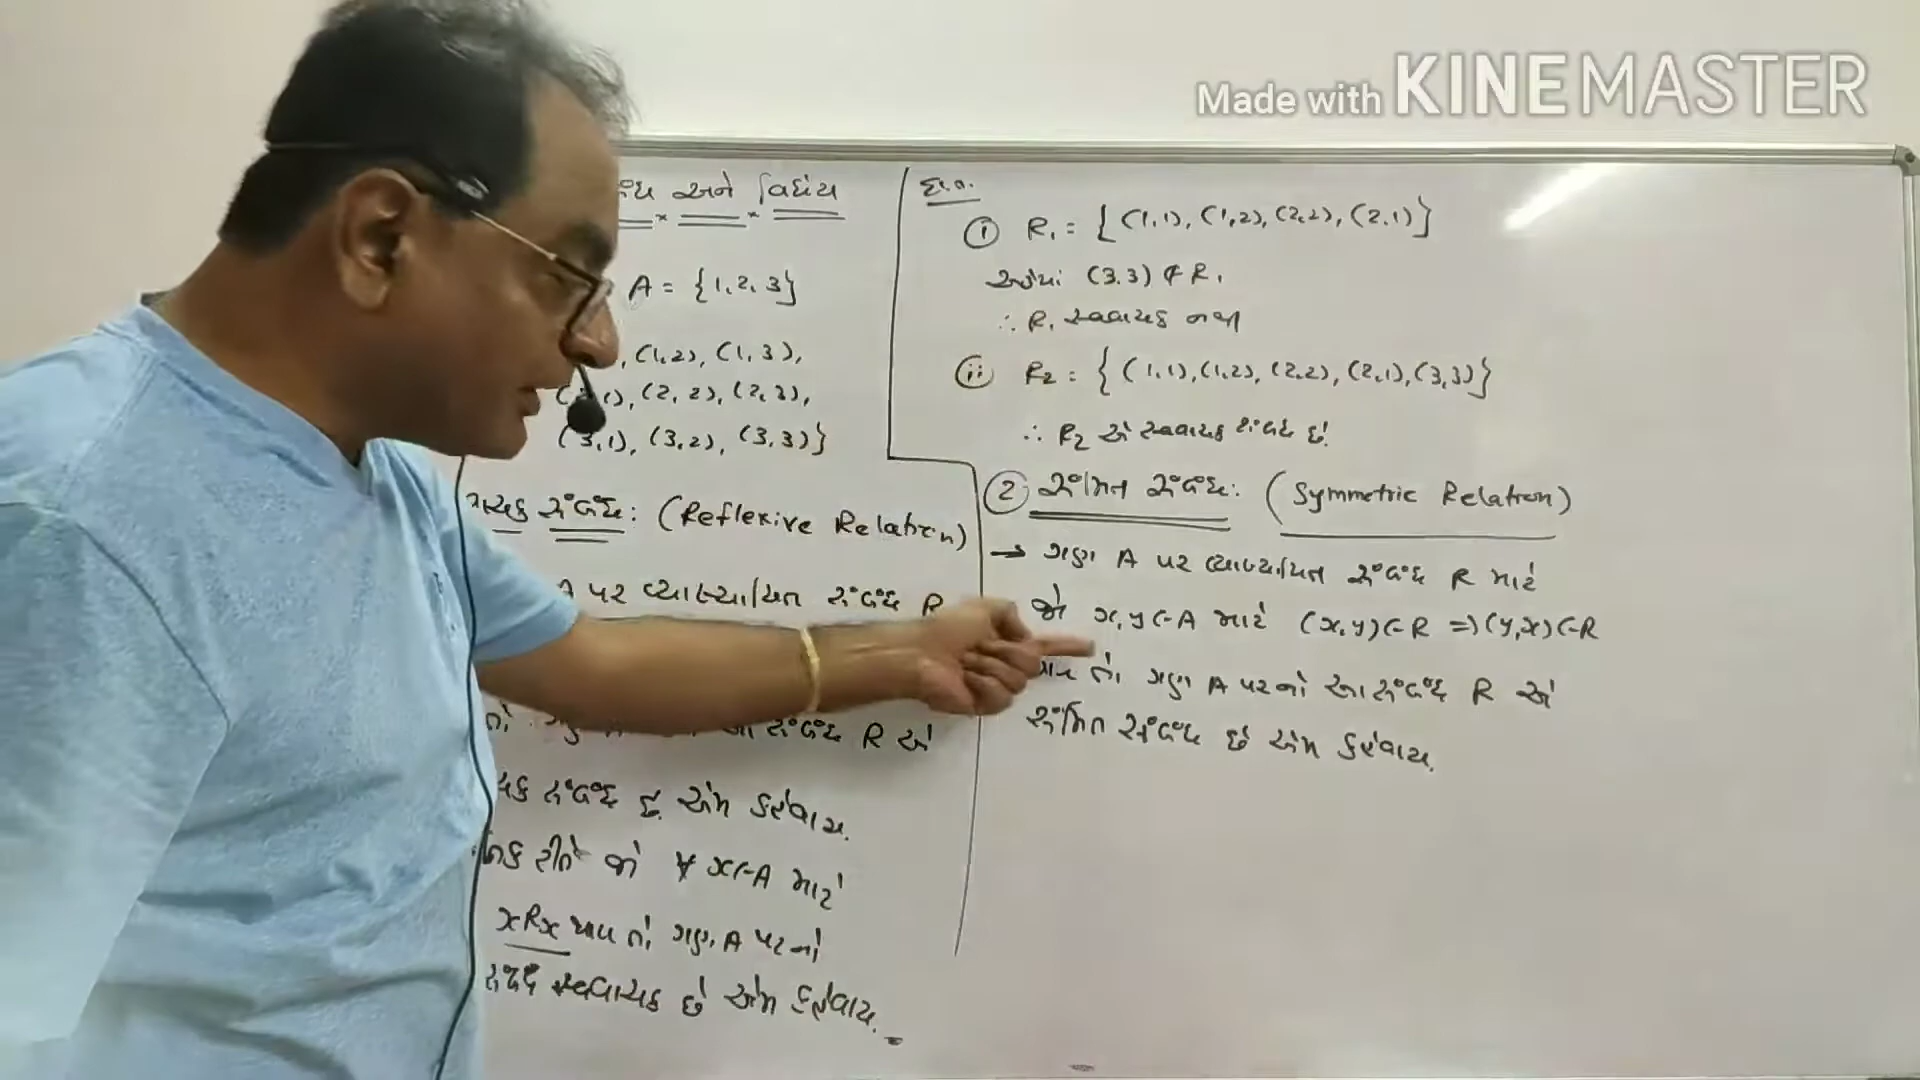 Made with KINEMASTER
અને વિધેય
A = {1, 2, 3}
, (1,2), (1,3),
1), (2,2), (2,3),
(3,1), (3,2), (3,3)}
સંબંધ: (Reflexive Relation)
A પર વ્યાખ્યાયિત સંબંધ R
સંબંધ R એ
સંબંધ છે એમ કહેવાય.
રીતે જો ∀ x∈A માટે
xRx થાય તો ગણ A પરનો
સંબંધ સ્વવાચક છે એમ કહેવાય.
દા.ત.
(i) R₁ = {(1,1), (1,2), (2,2), (2,1)}
અહીંયાં (3,3) ∉ R₁
∴ R₁ સ્વવાચક નથી
(ii) R₂ = {(1,1),(1,2), (2,2), (2,1),(3,3)}
∴ R₂ એ સ્વવાચક સંબંધ છે.
(2) સંમિત સંબંધ: (Symmetric Relation)
→ ગણ A પર વ્યાખ્યાયિત સંબંધ R માટે
જો x,y∈A માટે (x,y)∈R ⇒ (y,x)∈R
થાય તો ગણ A પરનો આ સંબંધ R એ
સંમિત સંબંધ છે એમ કહેવાય.